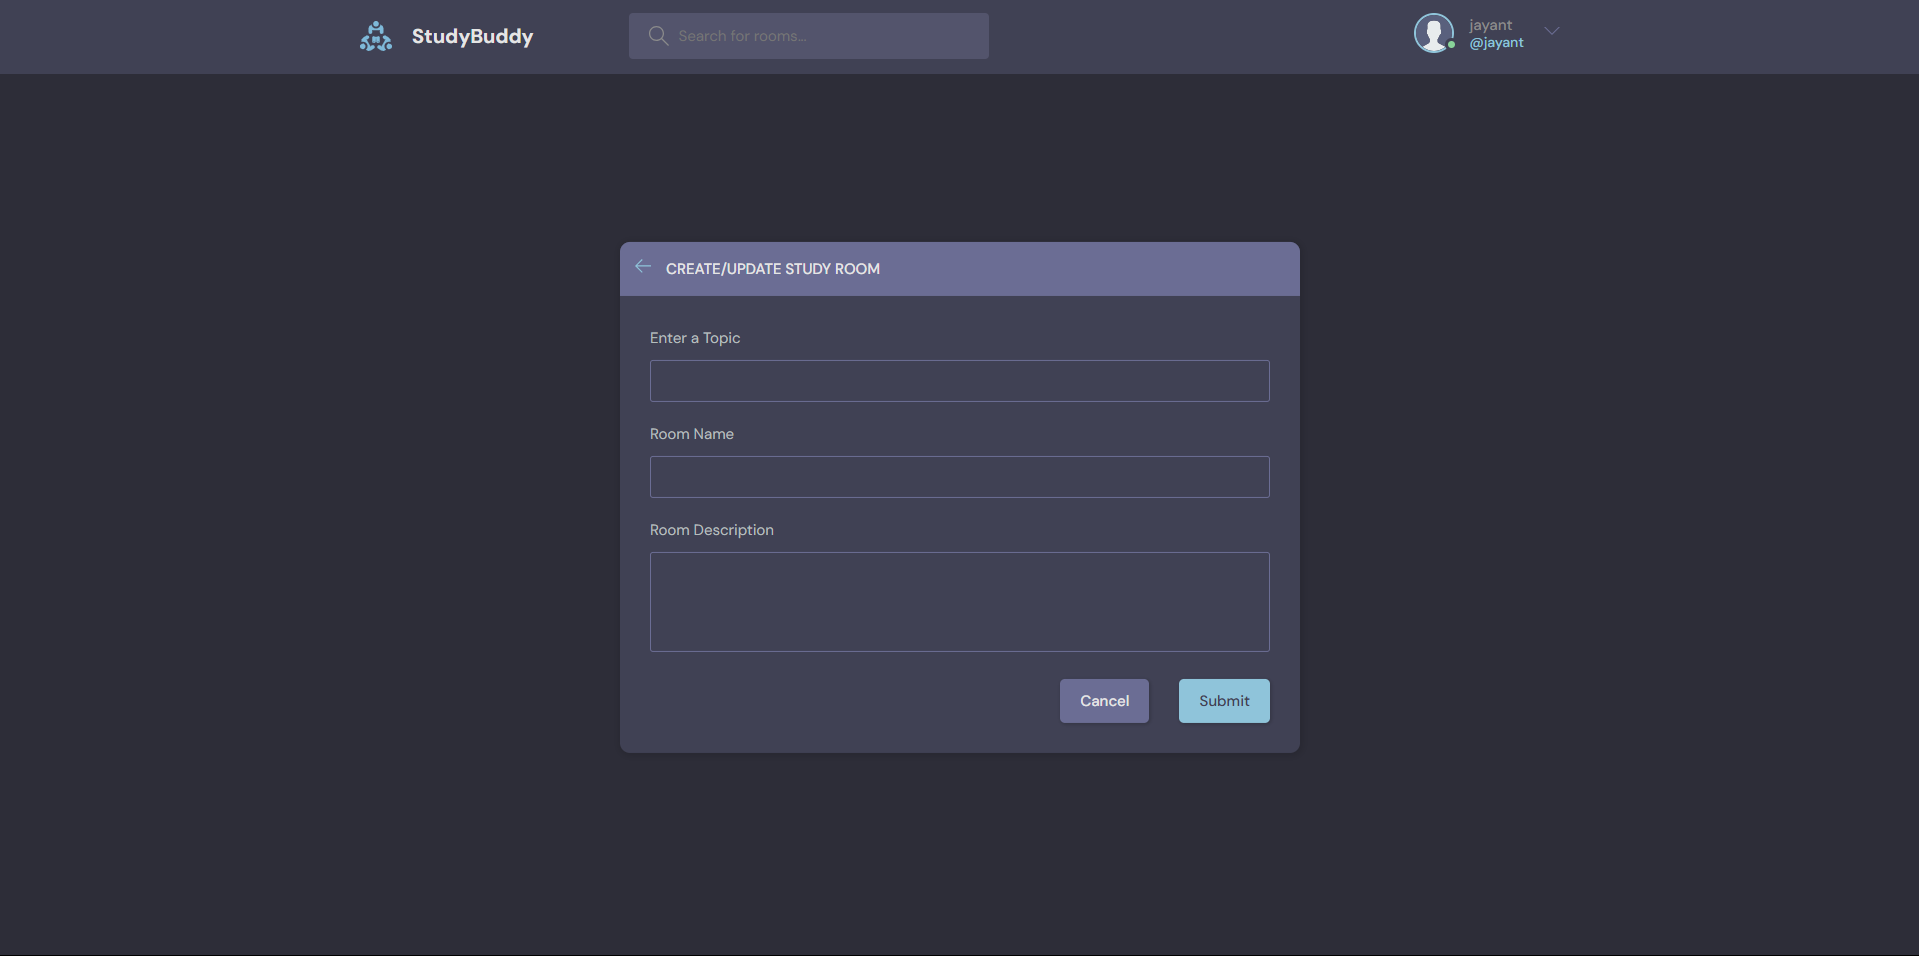 StudyBuddy
Search for rooms...
jayant
@jayant
CREATE/UPDATE STUDY ROOM
Enter a Topic
Room Name
Room Description
Cancel
Submit